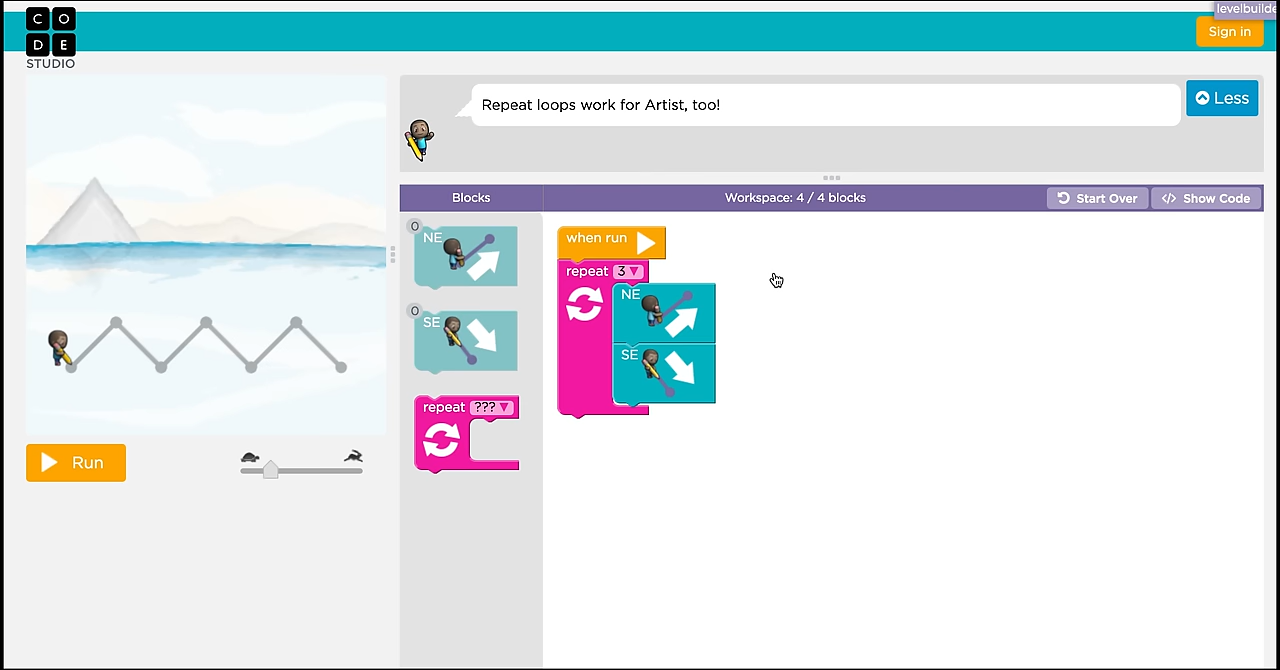 levelbuilde
CODE
STUDIO
Sign in
Repeat loops work for Artist, too!
Less
Blocks
Workspace: 4 / 4 blocks
Start Over
</> Show Code
0
NE
0
SE
repeat ???
when run
repeat 3
NE
SE
Run